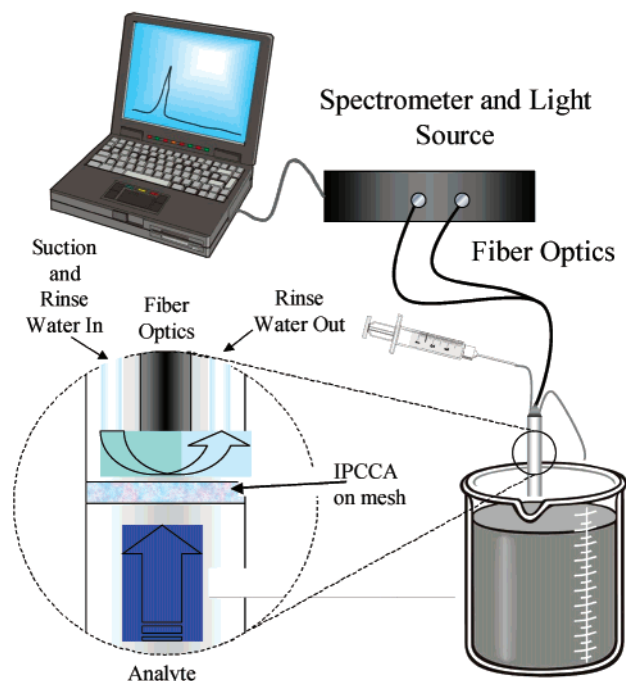 Spectrometer and Light
Source
Fiber Optics
Suction
and
Rinse
Water In
Fiber
Optics
Rinse
Water Out
IPCCA
on mesh
Analyte